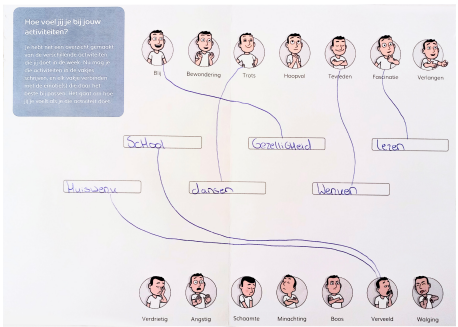 Hoe voel jij je bij jouw
activiteiten?
Blij
Bewondering
Trots
Hoopvol
Tevreden
Fascinatie
Verlangen
School
Gezelligheid
Lezen
Huiswerk
dansen
Werken
Verdrietig
Angstig
Schaamte
Minachting
Boos
Verveeld
Walging